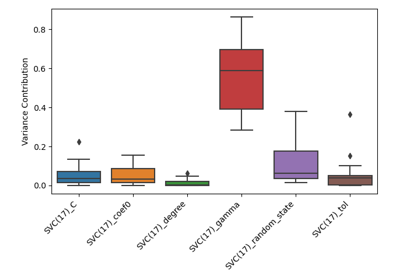 Variance Contribution
0.8
0.6
0.4
0.2
0.0
SVC(17)_C
SVC(17)_coef0
SVC(17)_degree
SVC(17)_gamma
SVC(17)_random_state
SVC(17)_tol